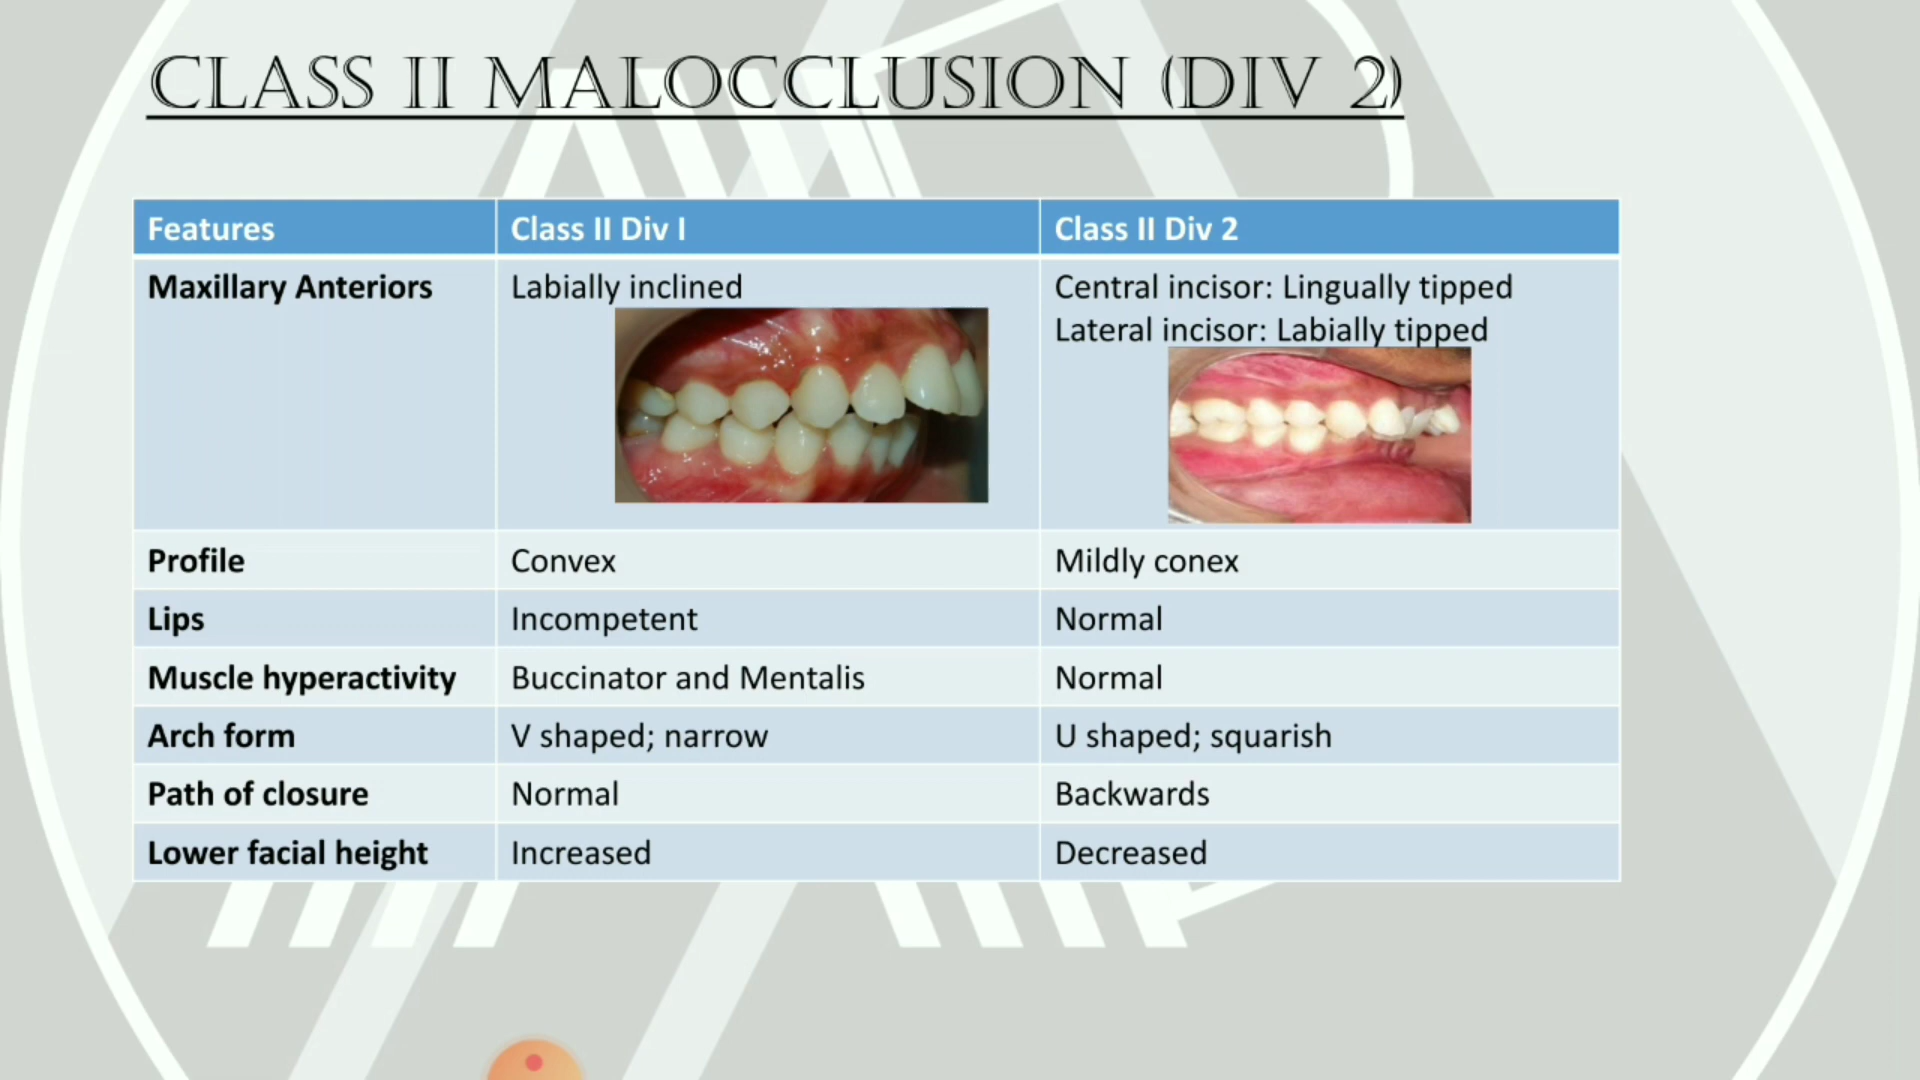 CLASS II MALOCCLUSION (DIV 2)
Features Class II Div I Class II Div 2
Maxillary Anteriors Labially inclined Central incisor: Lingually tipped
Lateral incisor: Labially tipped
Profile Convex Mildly conex
Lips Incompetent Normal
Muscle hyperactivity Buccinator and Mentalis Normal
Arch form V shaped; narrow U shaped; squarish
Path of closure Normal Backwards
Lower facial height Increased Decreased